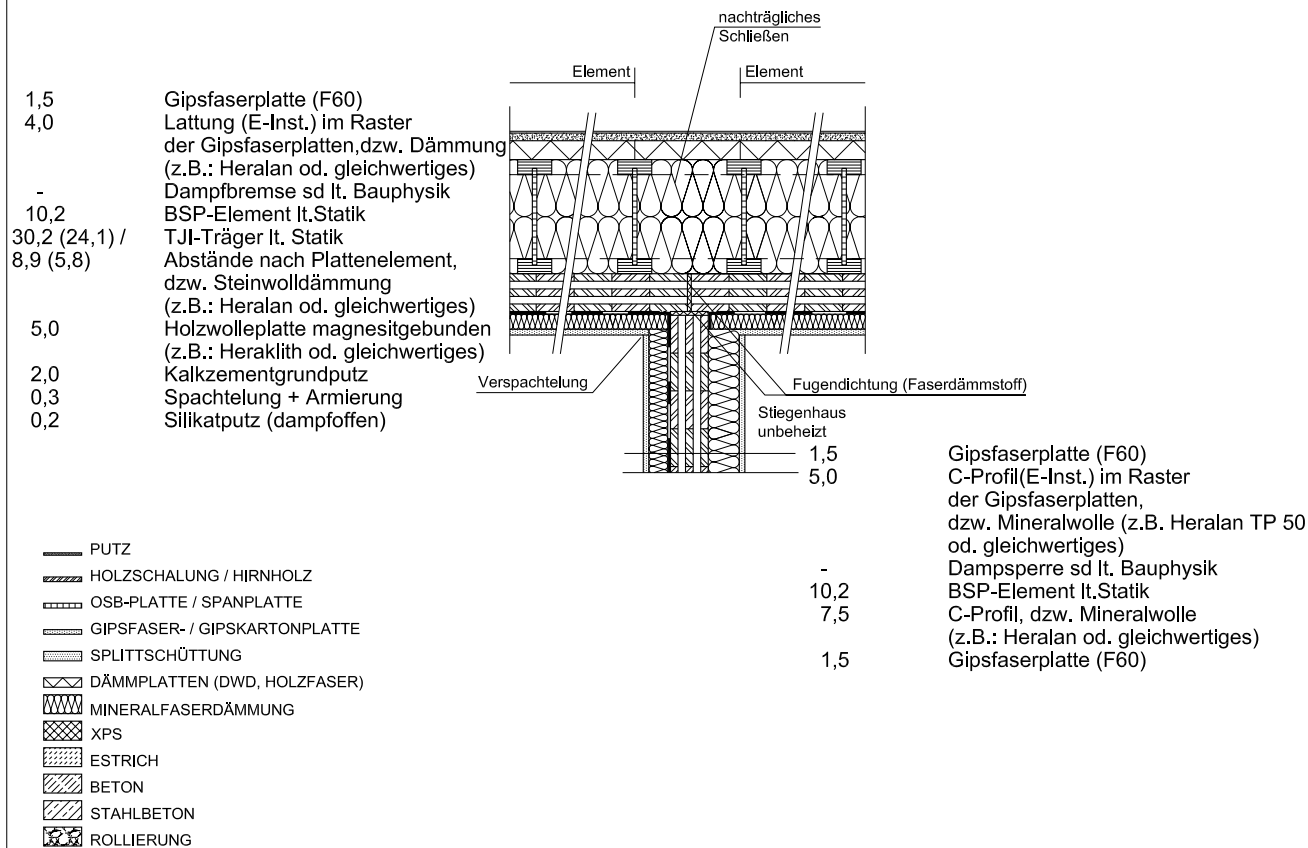 nachträgliches
Schließen
Element
Element
1,5 Gipsfaserplatte (F60)
4,0 Lattung (E-Inst.) im Raster
der Gipsfaserplatten,dzw. Dämmung
(z.B.: Heralan od. gleichwertiges)
- Dampfbremse sd lt. Bauphysik
10,2 BSP-Element lt.Statik
30,2 (24,1) / TJI-Träger lt. Statik
8,9 (5,8) Abstände nach Plattenelement,
dzw. Steinwolldämmung
(z.B.: Heralan od. gleichwertiges)
5,0 Holzwolleplatte magnesitgebunden
(z.B.: Heraklith od. gleichwertiges)
2,0 Kalkzementgrundputz
0,3 Spachtelung + Armierung
0,2 Silikatputz (dampfoffen)
Verspachtelung
Fugendichtung (Faserdämmstoff)
Stiegenhaus
unbeheizt
1,5 Gipsfaserplatte (F60)
5,0 C-Profil(E-Inst.) im Raster
der Gipsfaserplatten,
dzw. Mineralwolle (z.B. Heralan TP 50
od. gleichwertiges)
- Dampsperre sd lt. Bauphysik
10,2 BSP-Element lt.Statik
7,5 C-Profil, dzw. Mineralwolle
(z.B.: Heralan od. gleichwertiges)
1,5 Gipsfaserplatte (F60)
PUTZ
HOLZSCHALUNG / HIRNHOLZ
OSB-PLATTE / SPANPLATTE
GIPSFASER- / GIPSKARTONPLATTE
SPLITTSCHÜTTUNG
DÄMMPLATTEN (DWD, HOLZFASER)
MINERALFASERDÄMMUNG
XPS
ESTRICH
BETON
STAHLBETON
ROLLIERUNG